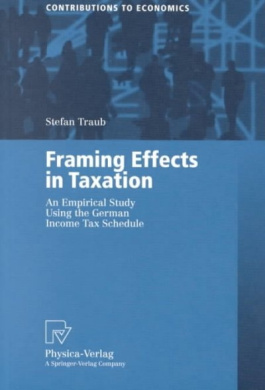 CONTRIBUTIONS TO ECONOMICS
Stefan Traub
Framing Effects
in Taxation
An Empirical Study
Using the German
Income Tax Schedule
Physica-Verlag
A Springer-Verlag Company